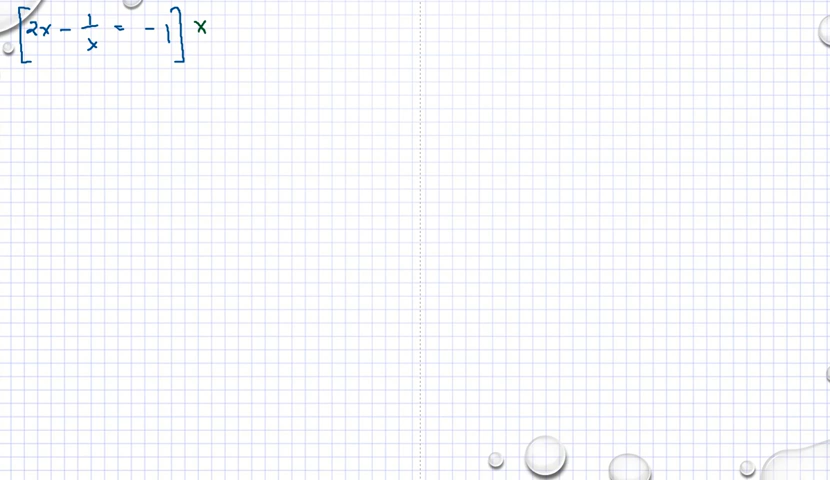 [2x - 1/x = -1] x